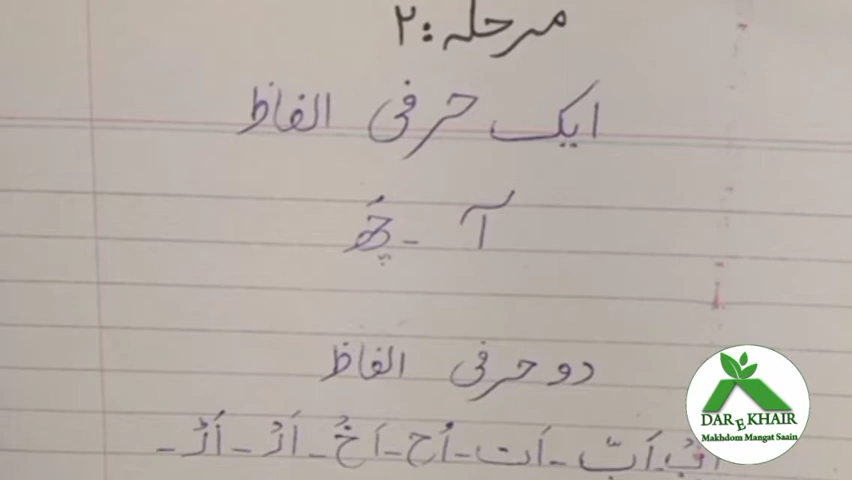 مرحلہ :۲
ایک حرفی الفاظ
آ - چھَ
دو حرفی الفاظ
اَبّ - اَت - اُح - اَخُ - اَڑ -
DAR E KHAIR
Makhdom Mangat Saain